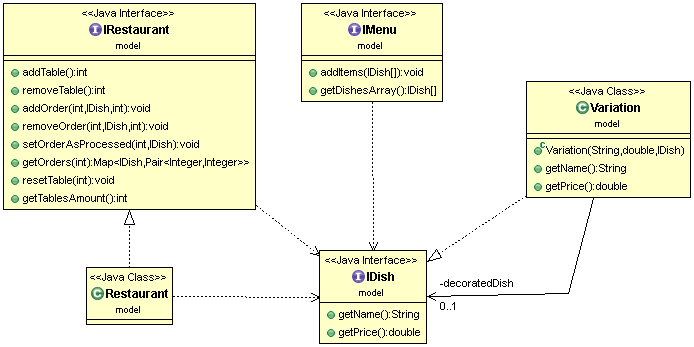 <<Java Interface>>
IRestaurant
model
addTable():int
removeTable():int
addOrder(int,IDish,int):void
removeOrder(int,IDish,int):void
setOrderAsProcessed(int,IDish):void
getOrders(int):Map<IDish,Pair<Integer,Integer>>
resetTable(int):void
getTablesAmount():int
<<Java Interface>>
IMenu
model
addItems(IDish[]):void
getDishesArray():IDish[]
<<Java Class>>
Variation
model
Variation(String,double,IDish)
getName():String
getPrice():double
<<Java Class>>
Restaurant
model
<<Java Interface>>
IDish
model
getName():String
getPrice():double
-decoratedDish
0..1